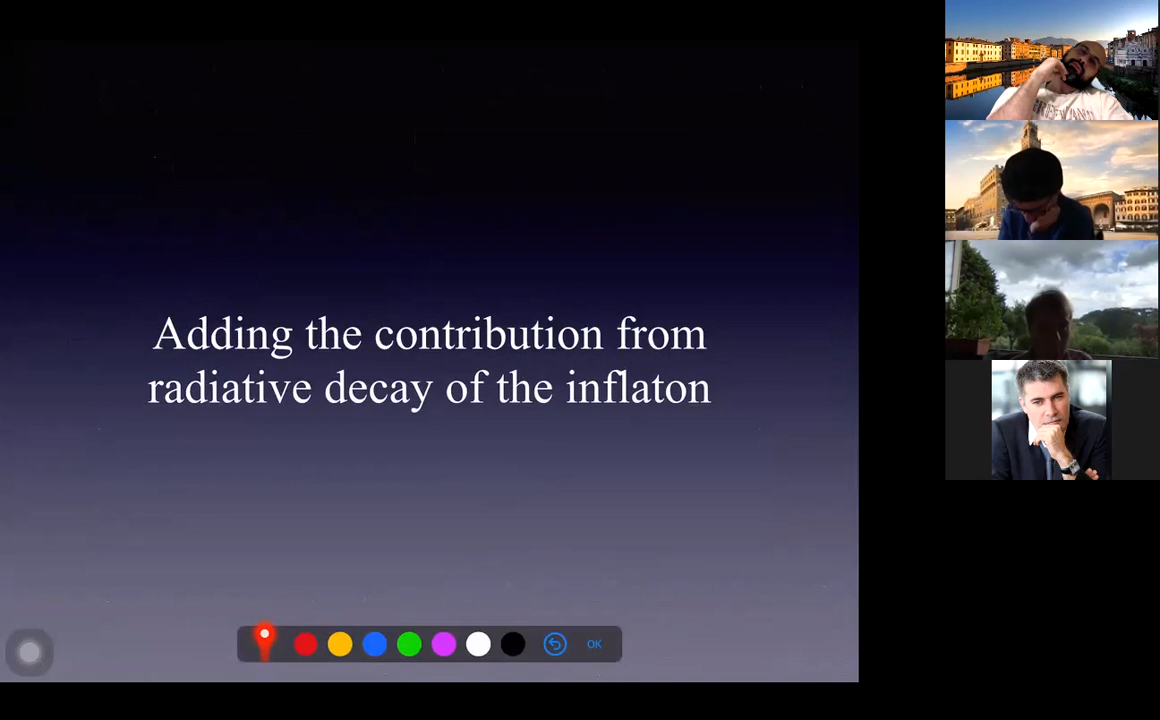 Adding the contribution from
radiative decay of the inflaton
OK